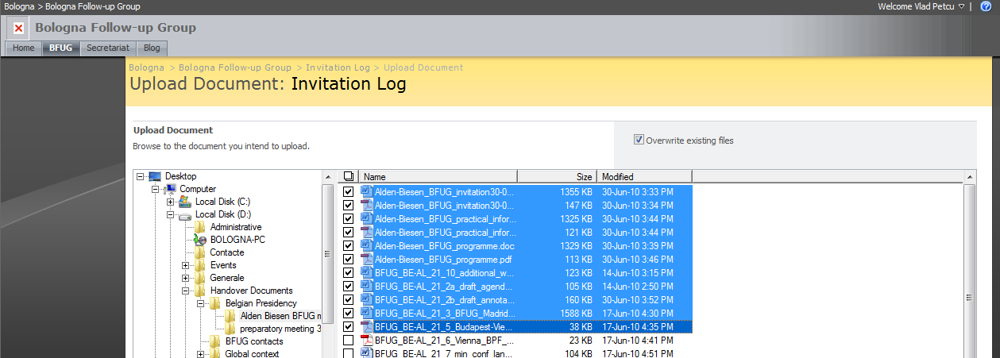 Bologna > Bologna Follow-up Group
Welcome Vlad Petcu
Bologna Follow-up Group
Home BFUG Secretariat Blog
Bologna > Bologna Follow-up Group > Invitation Log > Upload Document
Upload Document: Invitation Log
Upload Document
Browse to the document you intend to upload.
Overwrite existing files
Desktop
Computer
Local Disk (C:)
Local Disk (D:)
Administrative
BOLOGNA-PC
Contacte
Events
Generale
Handover Documents
Belgian Presidency
Alden Biesen BFUG m
preparatory meeting 3
BFUG contacts
Global context
Name Size Modified
Alden-Biesen_BFUG_invitation30-0... 1355 KB 30-Jun-10 3:33 PM
Alden-Biesen_BFUG_invitation30-0... 147 KB 30-Jun-10 3:34 PM
Alden-Biesen_BFUG_practical_infor... 1325 KB 30-Jun-10 3:44 PM
Alden-Biesen_BFUG_practical_infor... 121 KB 30-Jun-10 3:44 PM
Alden-Biesen_BFUG_programme.doc 1329 KB 30-Jun-10 3:39 PM
Alden-Biesen_BFUG_programme.pdf 113 KB 30-Jun-10 3:46 PM
BFUG_BE-AL_21_10_additional_w... 123 KB 14-Jun-10 3:15 PM
BFUG_BE-AL_21_2a_draft_agend... 105 KB 14-Jun-10 2:50 PM
BFUG_BE-AL_21_2b_draft_annota... 160 KB 30-Jun-10 3:52 PM
BFUG_BE-AL_21_3_BFUG_Madrid... 1588 KB 17-Jun-10 4:30 PM
BFUG_BE-AL_21_5_Budapest-Vie... 38 KB 17-Jun-10 4:35 PM
BFUG_BE-AL_21_6_Vienna_BPF_... 23 KB 17-Jun-10 4:41 PM
BFUG_BE-AL_21_7_min_conf_lan... 104 KB 17-Jun-10 4:51 PM